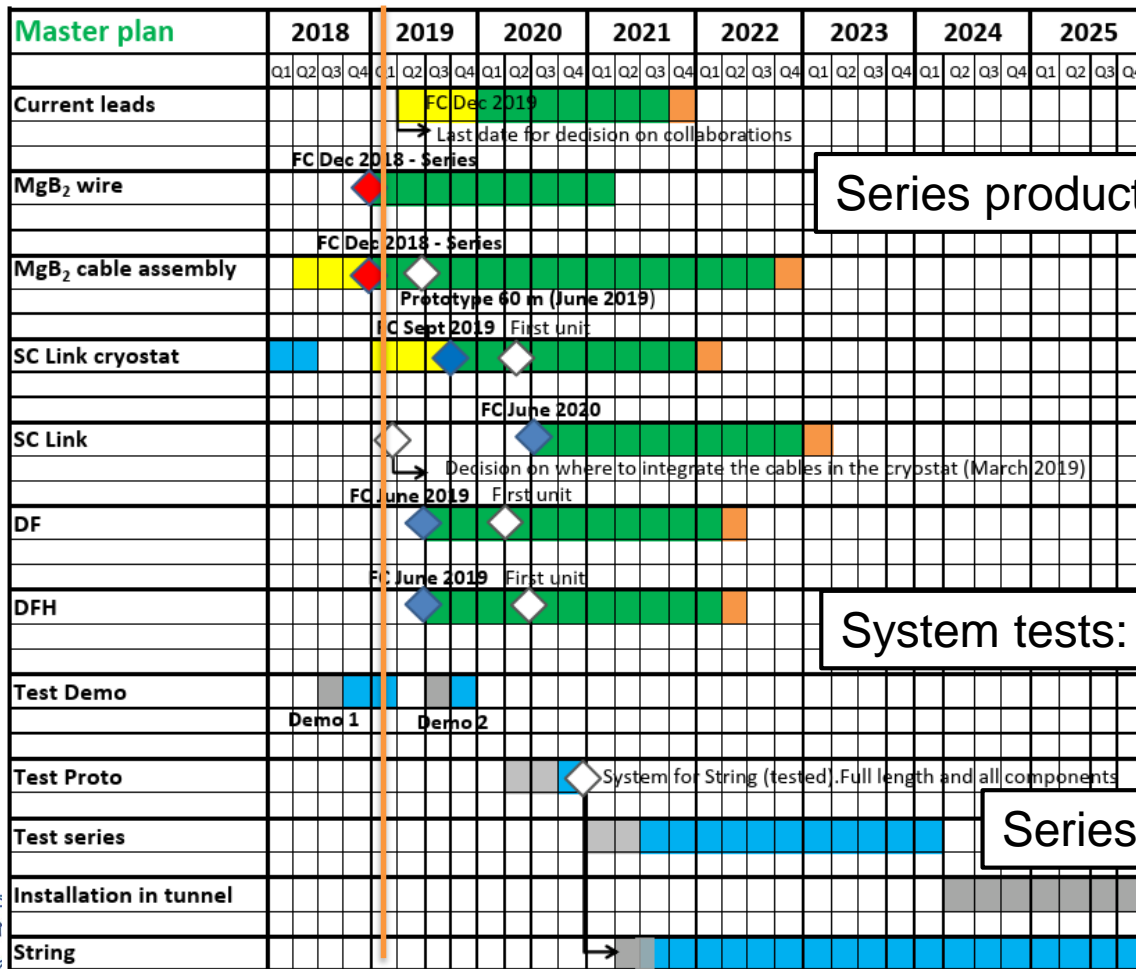 Master plan 2018 2019 2020 2021 2022 2023 2024 2025
Q1 Q2 Q3 Q4 Q1 Q2 Q3 Q4 Q1 Q2 Q3 Q4 Q1 Q2 Q3 Q4 Q1 Q2 Q3 Q4 Q1 Q2 Q3 Q4 Q1 Q2 Q3 Q4 Q1 Q2 Q3
Current leads FC Dec 2019
Last date for decision on collaborations
FC Dec 2018 - Series
MgB₂ wire
Series product
FC Dec 2018 - Series
MgB₂ cable assembly
Prototype 60 m (June 2019)
FC Sept 2019 First unit
SC Link cryostat
FC June 2020
SC Link
Decision on where to integrate the cables in the cryostat (March 2019)
FC June 2019 First unit
DF
FC June 2019 First unit
DFH
System tests:
Test Demo
Demo 1 Demo 2
Test Proto System for String (tested).Full length and all components
Test series
Series
Installation in tunnel
String